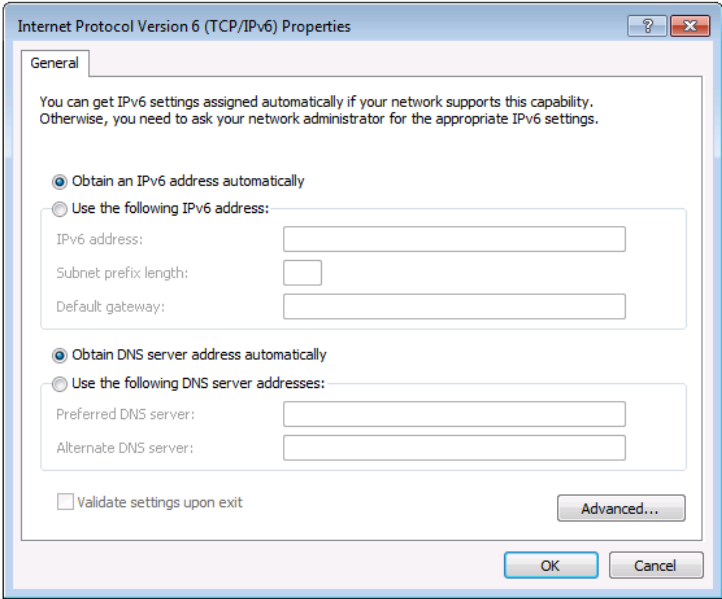 Internet Protocol Version 6 (TCP/IPv6) Properties
?
General
You can get IPv6 settings assigned automatically if your network supports this capability.
Otherwise, you need to ask your network administrator for the appropriate IPv6 settings.
Obtain an IPv6 address automatically
Use the following IPv6 address:
IPv6 address:
Subnet prefix length:
Default gateway:
Obtain DNS server address automatically
Use the following DNS server addresses:
Preferred DNS server:
Alternate DNS server:
Validate settings upon exit
Advanced...
OK
Cancel